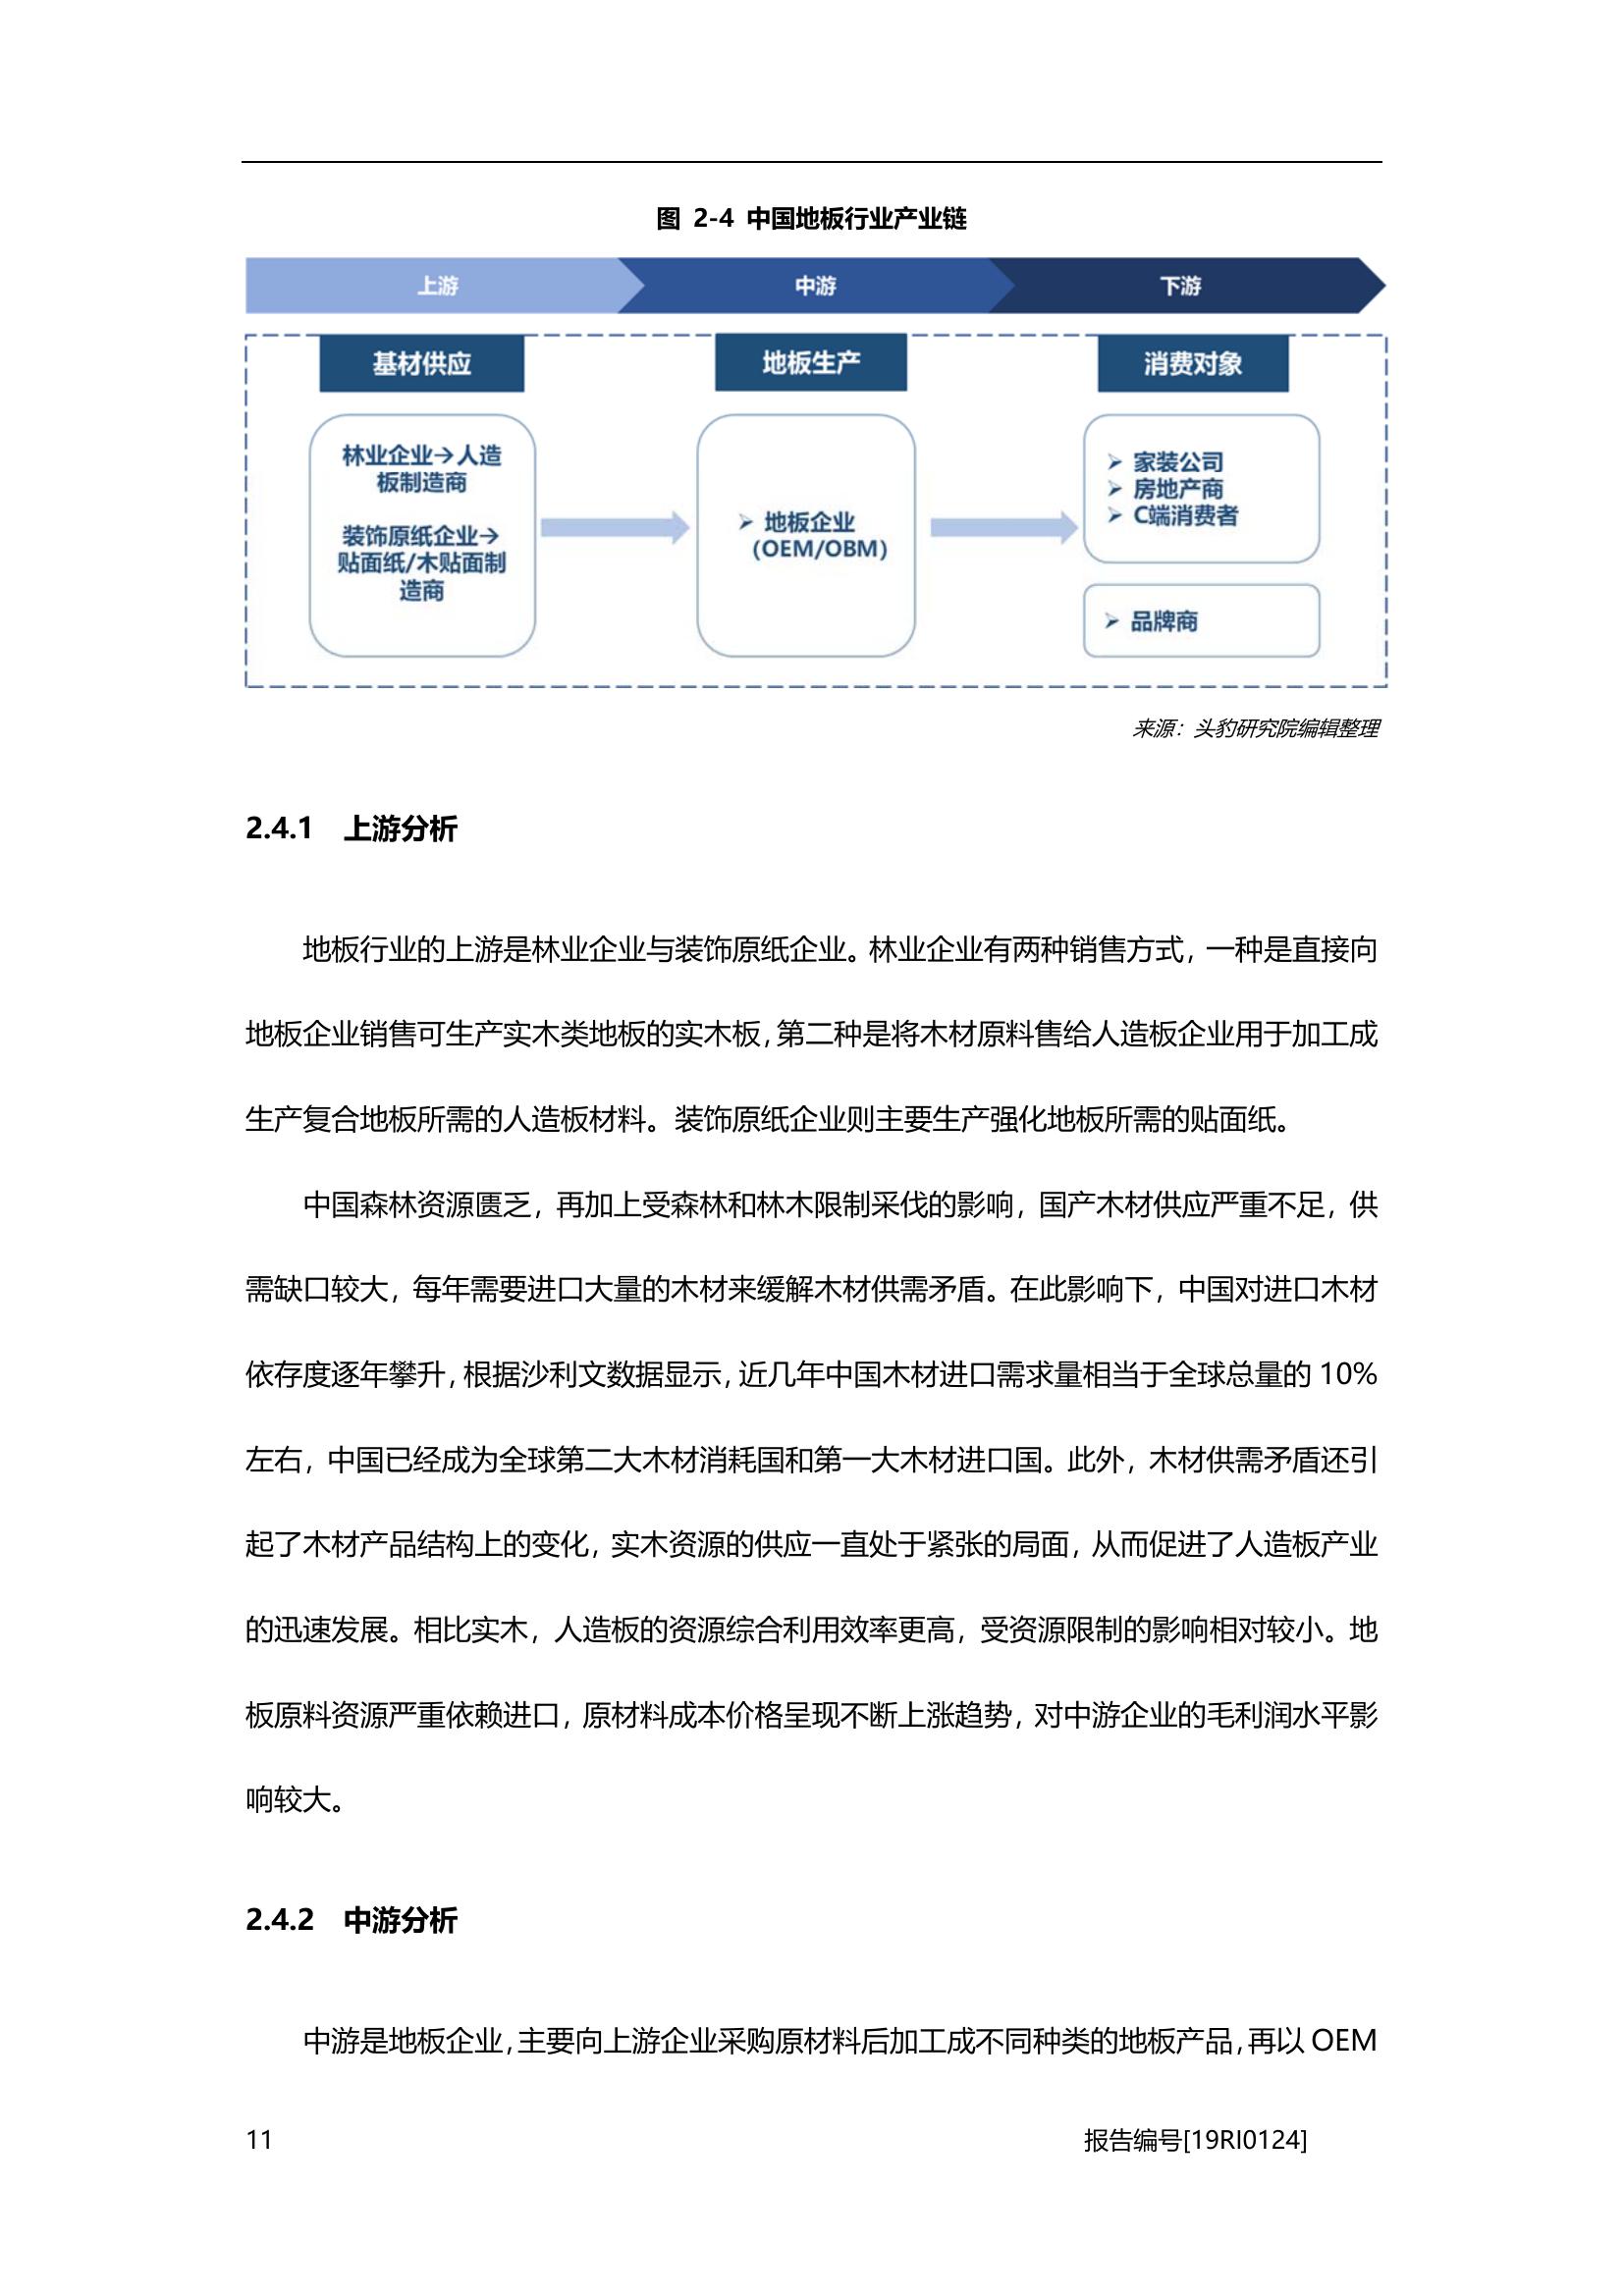 图 2-4 中国地板行业产业链
上游
中游
下游
基材供应
地板生产
消费对象
林业企业→人造
板制造商
装饰原纸企业→
贴面纸/木贴面制
造商
➢ 地板企业
(OEM/OBM)
➢ 家装公司
➢ 房地产商
➢ C端消费者
➢ 品牌商
来源：头豹研究院编辑整理
2.4.1 上游分析
地板行业的上游是林业企业与装饰原纸企业。林业企业有两种销售方式，一种是直接向
地板企业销售可生产实木类地板的实木板，第二种是将木材原料售给人造板企业用于加工成
生产复合地板所需的人造板材料。装饰原纸企业则主要生产强化地板所需的贴面纸。
中国森林资源匮乏，再加上受森林和林木限制采伐的影响，国产木材供应严重不足，供
需缺口较大，每年需要进口大量的木材来缓解木材供需矛盾。在此影响下，中国对进口木材
依存度逐年攀升，根据沙利文数据显示，近几年中国木材进口需求量相当于全球总量的 10%
左右，中国已经成为全球第二大木材消耗国和第一大木材进口国。此外，木材供需矛盾还引
起了木材产品结构上的变化，实木资源的供应一直处于紧张的局面，从而促进了人造板产业
的迅速发展。相比实木，人造板的资源综合利用效率更高，受资源限制的影响相对较小。地
板原料资源严重依赖进口，原材料成本价格呈现不断上涨趋势，对中游企业的毛利润水平影
响较大。
2.4.2 中游分析
中游是地板企业，主要向上游企业采购原材料后加工成不同种类的地板产品，再以 OEM
11
报告编号[19RI0124]